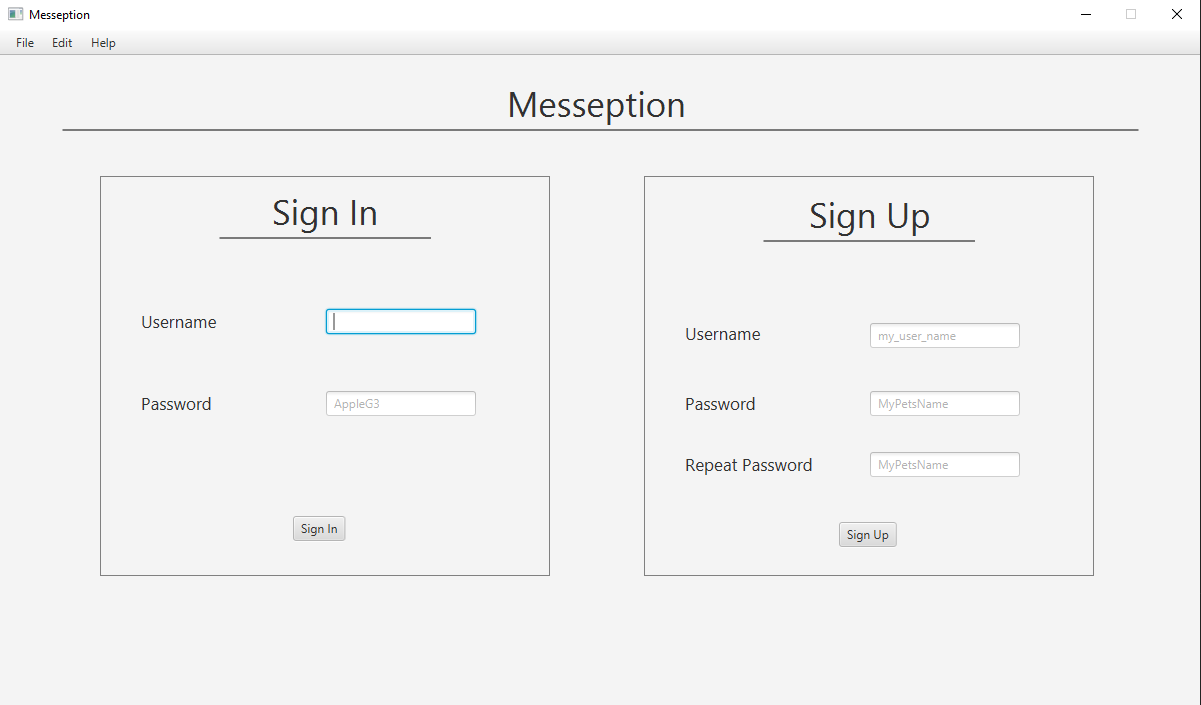 Messeption
File Edit Help
Messeption
Sign In
Username
Password AppleG3
Sign In
Sign Up
Username my_user_name
Password MyPetsName
Repeat Password MyPetsName
Sign Up